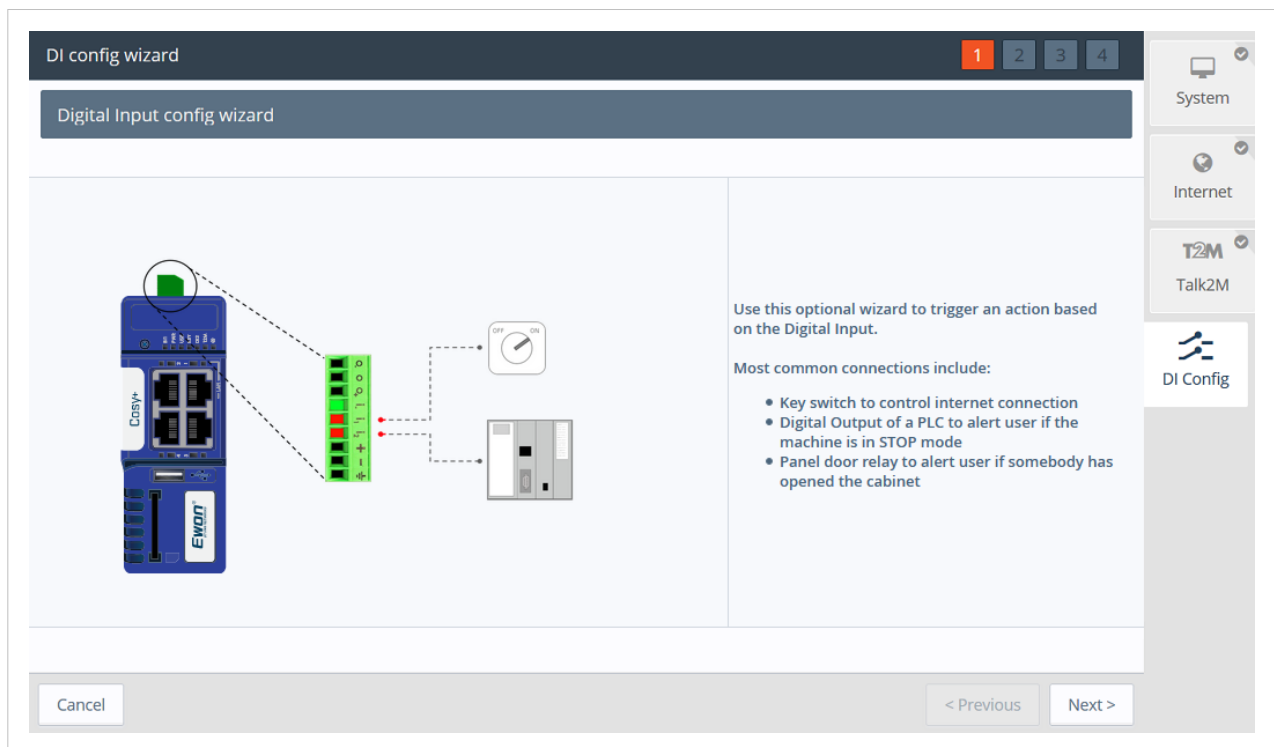 DI config wizard
1 2 3 4
Digital Input config wizard
System
Internet
T2M
Talk2M
DI Config
OFF ON
Cosy+
Ewon
Use this optional wizard to trigger an action based
on the Digital Input.
Most common connections include:
• Key switch to control internet connection
• Digital Output of a PLC to alert user if the
machine is in STOP mode
• Panel door relay to alert user if somebody has
opened the cabinet
Cancel
< Previous
Next >